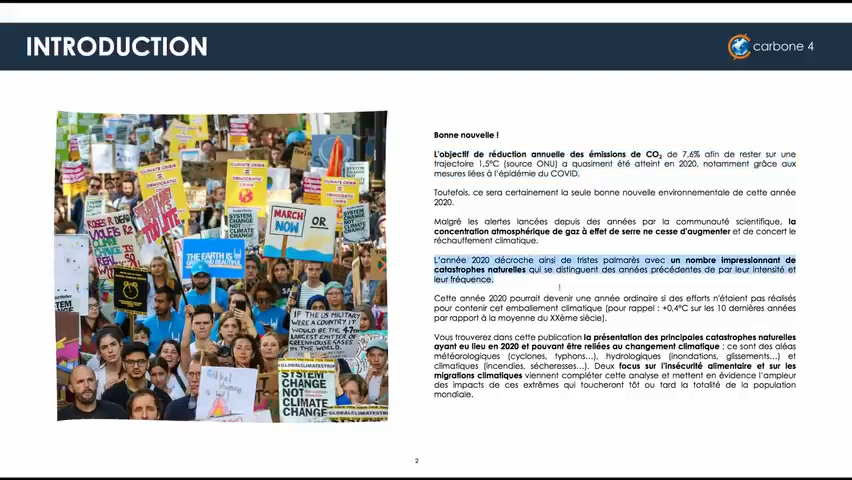 INTRODUCTION
carbone 4
Bonne nouvelle !
L'objectif de réduction annuelle des émissions de CO2 de 7,6% afin de rester sur une
trajectoire 1,5°C (source ONU) a quasiment été atteint en 2020, notamment grâce aux
mesures liées à l'épidémie du COVID.
Toutefois, ce sera certainement la seule bonne nouvelle environnementale de cette année
2020.
Malgré les alertes lancées depuis des années par la communauté scientifique, la
concentration atmosphérique de gaz à effet de serre ne cesse d'augmenter et de concert le
réchauffement climatique.
L'année 2020 décroche ainsi de tristes palmarès avec un nombre impressionnant de
catastrophes naturelles qui se distinguent des années précédentes de par leur intensité et
leur fréquence.
Cette année 2020 pourrait devenir une année ordinaire si des efforts n'étaient pas réalisés
pour contenir cet emballement climatique (pour rappel : +0,4°C sur les 10 dernières années
par rapport à la moyenne du XXème siècle).
Vous trouverez dans cette publication la présentation des principales catastrophes naturelles
ayant eu lieu en 2020 et pouvant être reliées au changement climatique ; ce sont des aléas
météorologiques (cyclones, typhons...), hydrologiques (inondations, glissements...) et
climatiques (incendies, sécheresses...). Deux focus sur l'insécurité alimentaire et sur les
migrations climatiques viennent compléter cette analyse et mettent en évidence l'ampleur
des impacts de ces extrêmes qui toucheront tôt ou tard la totalité de la population
mondiale.
CLIMATE
CRISIS
=
DEMOCRATIC
CRISIS
MARCH
NOW
OR
THE EARTH IS
SYSTEM
CHANGE
NOT
CLIMATE
CHANGE
IF THE US MILITARY
WERE A COUNTRY, IT
WOULD BE THE 47th
LARGEST EMITTER OF
GREENHOUSE GASES
IN THE WORLD.
#GLOBALCLIMATESTRIKE
SYSTEM
CHANGE
NOT
CLIMATE
CHANGE
2